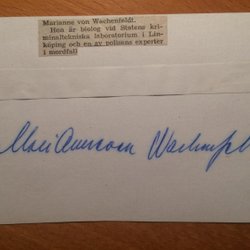 Marianne von Wachenfeldt.
Hon är biolog vid Statens kri-
minaltekniska laboratorium i Lin-
köping och en av polisens experter
i mordfall